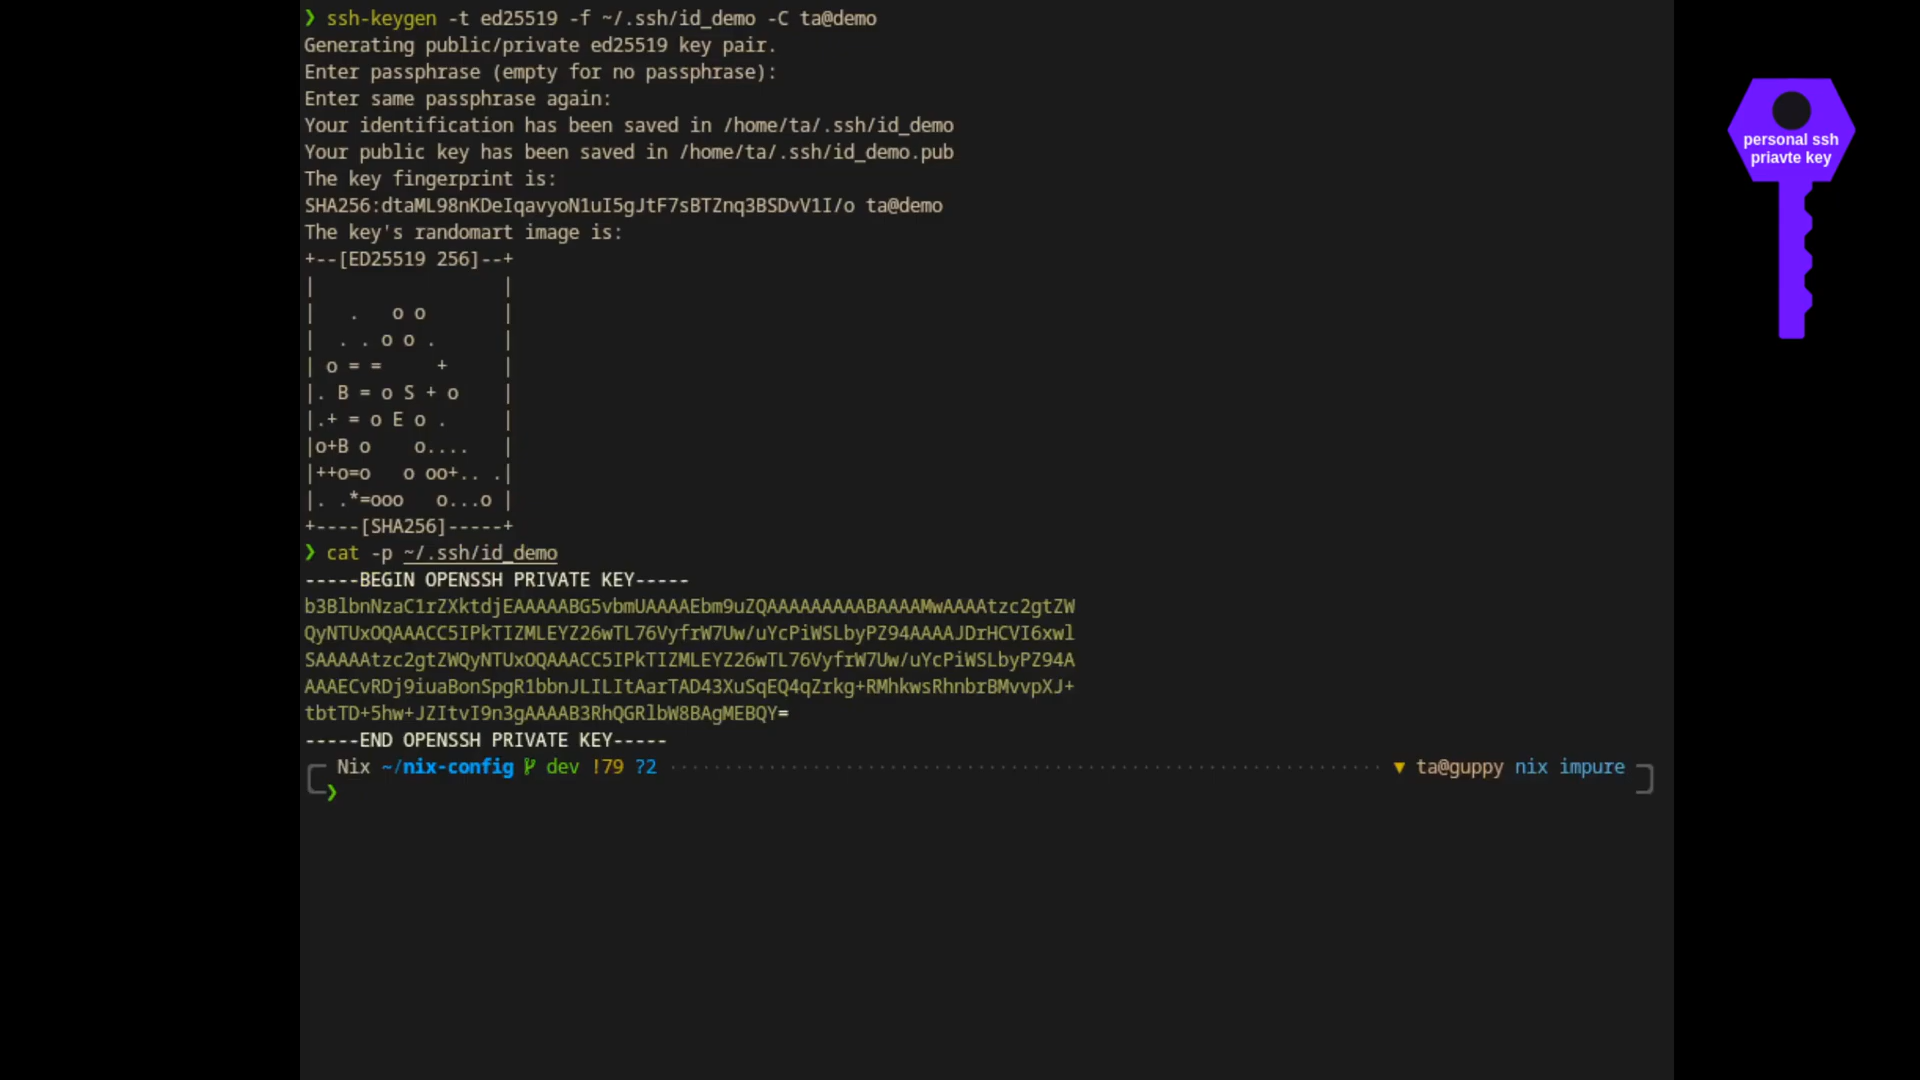 ❯ ssh-keygen -t ed25519 -f ~/.ssh/id_demo -C ta@demo
Generating public/private ed25519 key pair.
Enter passphrase (empty for no passphrase):
Enter same passphrase again:
Your identification has been saved in /home/ta/.ssh/id_demo
Your public key has been saved in /home/ta/.ssh/id_demo.pub
The key fingerprint is:
SHA256:dtaML98nKDeIqavyoN1uI5gJtF7sBTZnq3BSDvV1I/o ta@demo
The key's randomart image is:
+--[ED25519 256]--+
|                 |
|   .   o o       |
|  . . o o .      |
| o = =     +     |
|. B = o S + o    |
|.+ = o E o .     |
|o+B o    o....   |
|++o=o   o oo+.. .|
|. .*=ooo   o...o |
+----[SHA256]-----+
❯ cat -p ~/.ssh/id_demo
-----BEGIN OPENSSH PRIVATE KEY-----
b3BlbnNzaC1rZXktdjEAAAAABG5vbmUAAAAEbm9uZQAAAAAAAAABAAAAMwAAAAtzc2gtZW
QyNTUxOQAAACC5IPkTIZMLEYZ26wTL76VyfrW7Uw/uYcPiWSLbyPZ94AAAAJDrHCVI6xwl
SAAAAAtzc2gtZWQyNTUxOQAAACC5IPkTIZMLEYZ26wTL76VyfrW7Uw/uYcPiWSLbyPZ94A
AAAECvRDj9iuaBonSpgR1bbnJLILItAarTAD43XuSqEQ4qZrkg+RMhkwsRhnbrBMvvpXJ+
tbtTD+5hw+JZItvI9n3gAAAAB3RhQGRlbW8BAgMEBQY=
-----END OPENSSH PRIVATE KEY-----
Nix ~/nix-config dev !79 ?2 ▼ ta@guppy nix impure
❯
personal ssh
priavte key